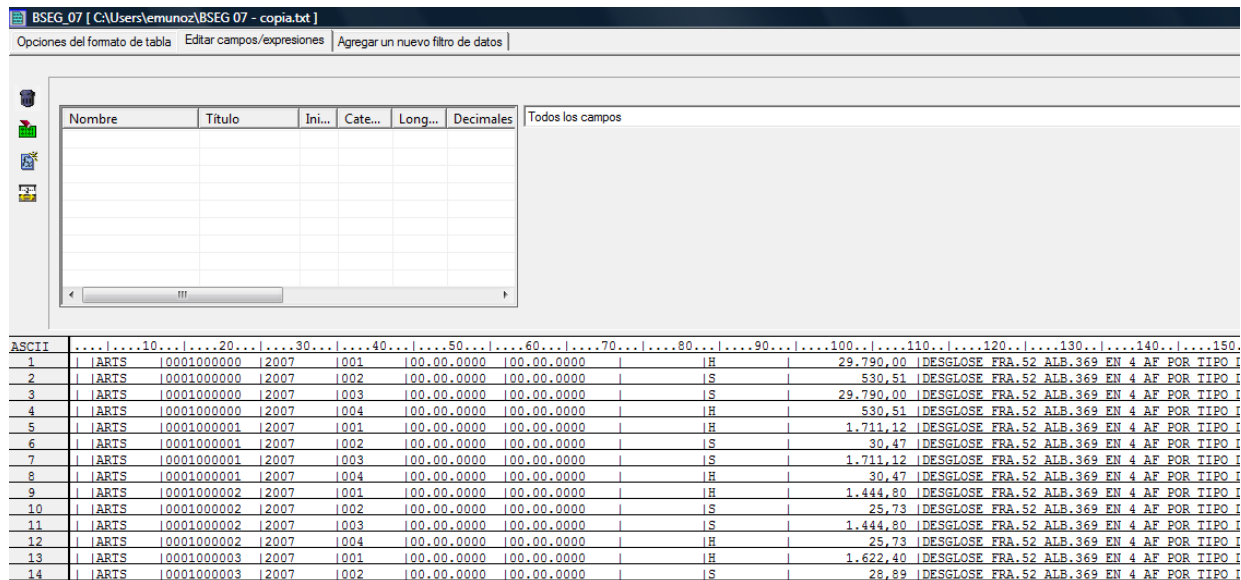 BSEG_07 [ C:\Users\emunoz\BSEG 07 - copia.txt ]
Opciones del formato de tabla Editar campos/expresiones Agregar un nuevo filtro de datos
Nombre Título Ini... Cate... Long... Decimales Todos los campos
ASCII ....|....10...|....20...|....30...|....40...|....50...|....60...|....70...|....80...|....90...|....100..|....110..|....120..|....130..|....140..|....150.
1 | |ARTS |0001000000 |2007 |001 |00.00.0000 |00.00.0000 | |H | 29.790,00 |DESGLOSE FRA.52 ALB.369 EN 4 AF POR TIPO D
2 | |ARTS |0001000000 |2007 |002 |00.00.0000 |00.00.0000 | |S | 530,51 |DESGLOSE FRA.52 ALB.369 EN 4 AF POR TIPO D
3 | |ARTS |0001000000 |2007 |003 |00.00.0000 |00.00.0000 | |S | 29.790,00 |DESGLOSE FRA.52 ALB.369 EN 4 AF POR TIPO D
4 | |ARTS |0001000000 |2007 |004 |00.00.0000 |00.00.0000 | |H | 530,51 |DESGLOSE FRA.52 ALB.369 EN 4 AF POR TIPO D
5 | |ARTS |0001000001 |2007 |001 |00.00.0000 |00.00.0000 | |H | 1.711,12 |DESGLOSE FRA.52 ALB.369 EN 4 AF POR TIPO D
6 | |ARTS |0001000001 |2007 |002 |00.00.0000 |00.00.0000 | |S | 30,47 |DESGLOSE FRA.52 ALB.369 EN 4 AF POR TIPO D
7 | |ARTS |0001000001 |2007 |003 |00.00.0000 |00.00.0000 | |S | 1.711,12 |DESGLOSE FRA.52 ALB.369 EN 4 AF POR TIPO D
8 | |ARTS |0001000001 |2007 |004 |00.00.0000 |00.00.0000 | |H | 30,47 |DESGLOSE FRA.52 ALB.369 EN 4 AF POR TIPO D
9 | |ARTS |0001000002 |2007 |001 |00.00.0000 |00.00.0000 | |H | 1.444,80 |DESGLOSE FRA.52 ALB.369 EN 4 AF POR TIPO D
10 | |ARTS |0001000002 |2007 |002 |00.00.0000 |00.00.0000 | |S | 25,73 |DESGLOSE FRA.52 ALB.369 EN 4 AF POR TIPO D
11 | |ARTS |0001000002 |2007 |003 |00.00.0000 |00.00.0000 | |S | 1.444,80 |DESGLOSE FRA.52 ALB.369 EN 4 AF POR TIPO D
12 | |ARTS |0001000002 |2007 |004 |00.00.0000 |00.00.0000 | |H | 25,73 |DESGLOSE FRA.52 ALB.369 EN 4 AF POR TIPO D
13 | |ARTS |0001000003 |2007 |001 |00.00.0000 |00.00.0000 | |H | 1.622,40 |DESGLOSE FRA.52 ALB.369 EN 4 AF POR TIPO D
14 | |ARTS |0001000003 |2007 |002 |00.00.0000 |00.00.0000 | |S | 28,89 |DESGLOSE FRA.52 ALB.369 EN 4 AF POR TIPO D